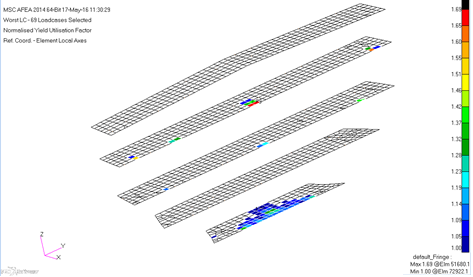 MSC AFEA 2014 64-Bit 17-May-16 11:30:29
Worst LC - 69 Loadcases Selected
Normalised Yield Utilisation Factor
Ref. Coord. - Element Local Axes
1.69
1.65
1.60
1.55
1.51
1.46
1.42
1.37
1.32
1.28
1.23
1.19
1.14
1.09
1.05
1.00
Z
Y
X
default_Fringe :
Max 1.69 @Elm 51680.1
Min 1.00 @Elm 72922.1